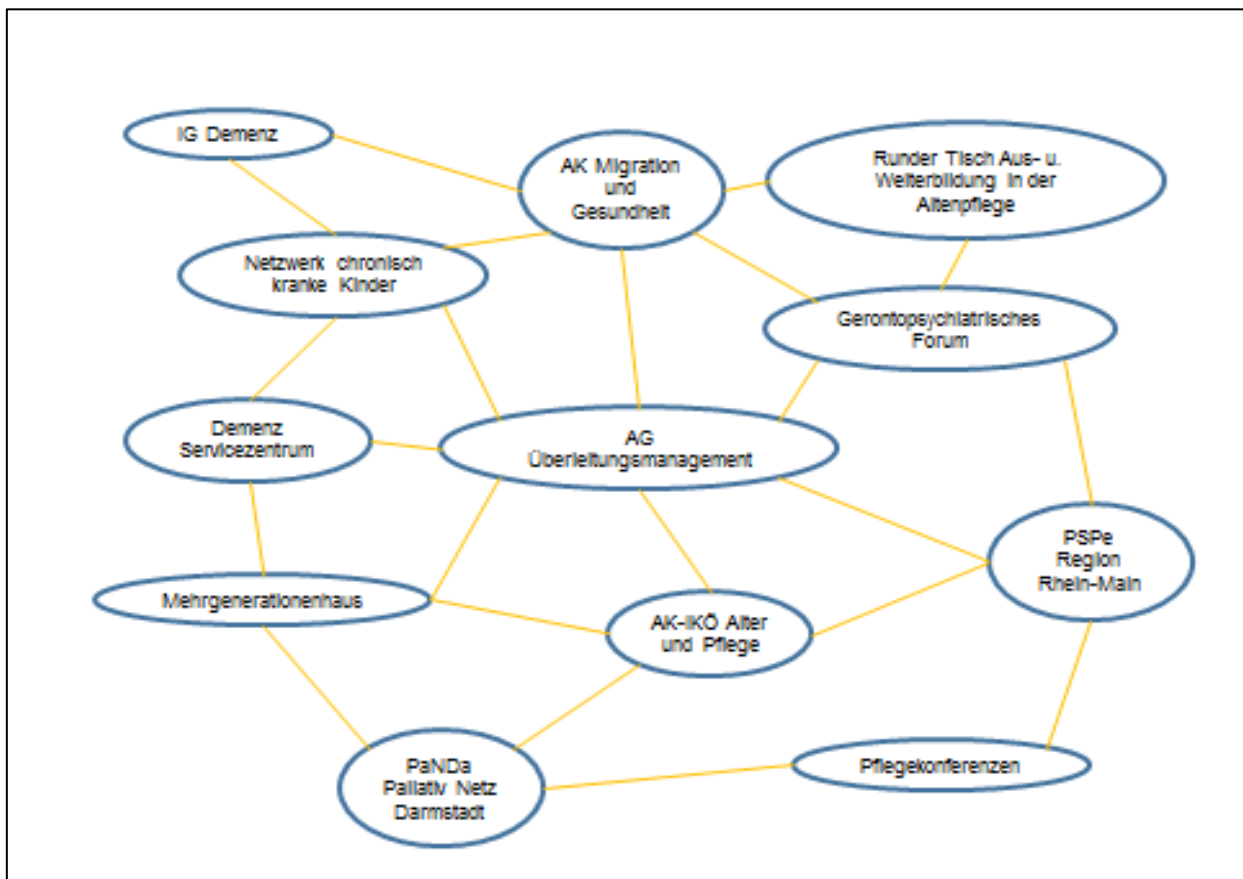 IG Demenz
AK Migration
und
Gesundheit
Runder Tisch Aus- u.
Weiterbildung in der
Altenpflege
Netzwerk chronisch
kranke Kinder
Gerontopsychiatrisches
Forum
Demenz
Servicezentrum
AG
Überleitungsmanagement
PSPe
Region
Rhein-Main
Mehrgenerationenhaus
AK-IKÖ Alter
und Pflege
PaNDa
Pallativ Netz
Darmstadt
Pflegekonferenzen